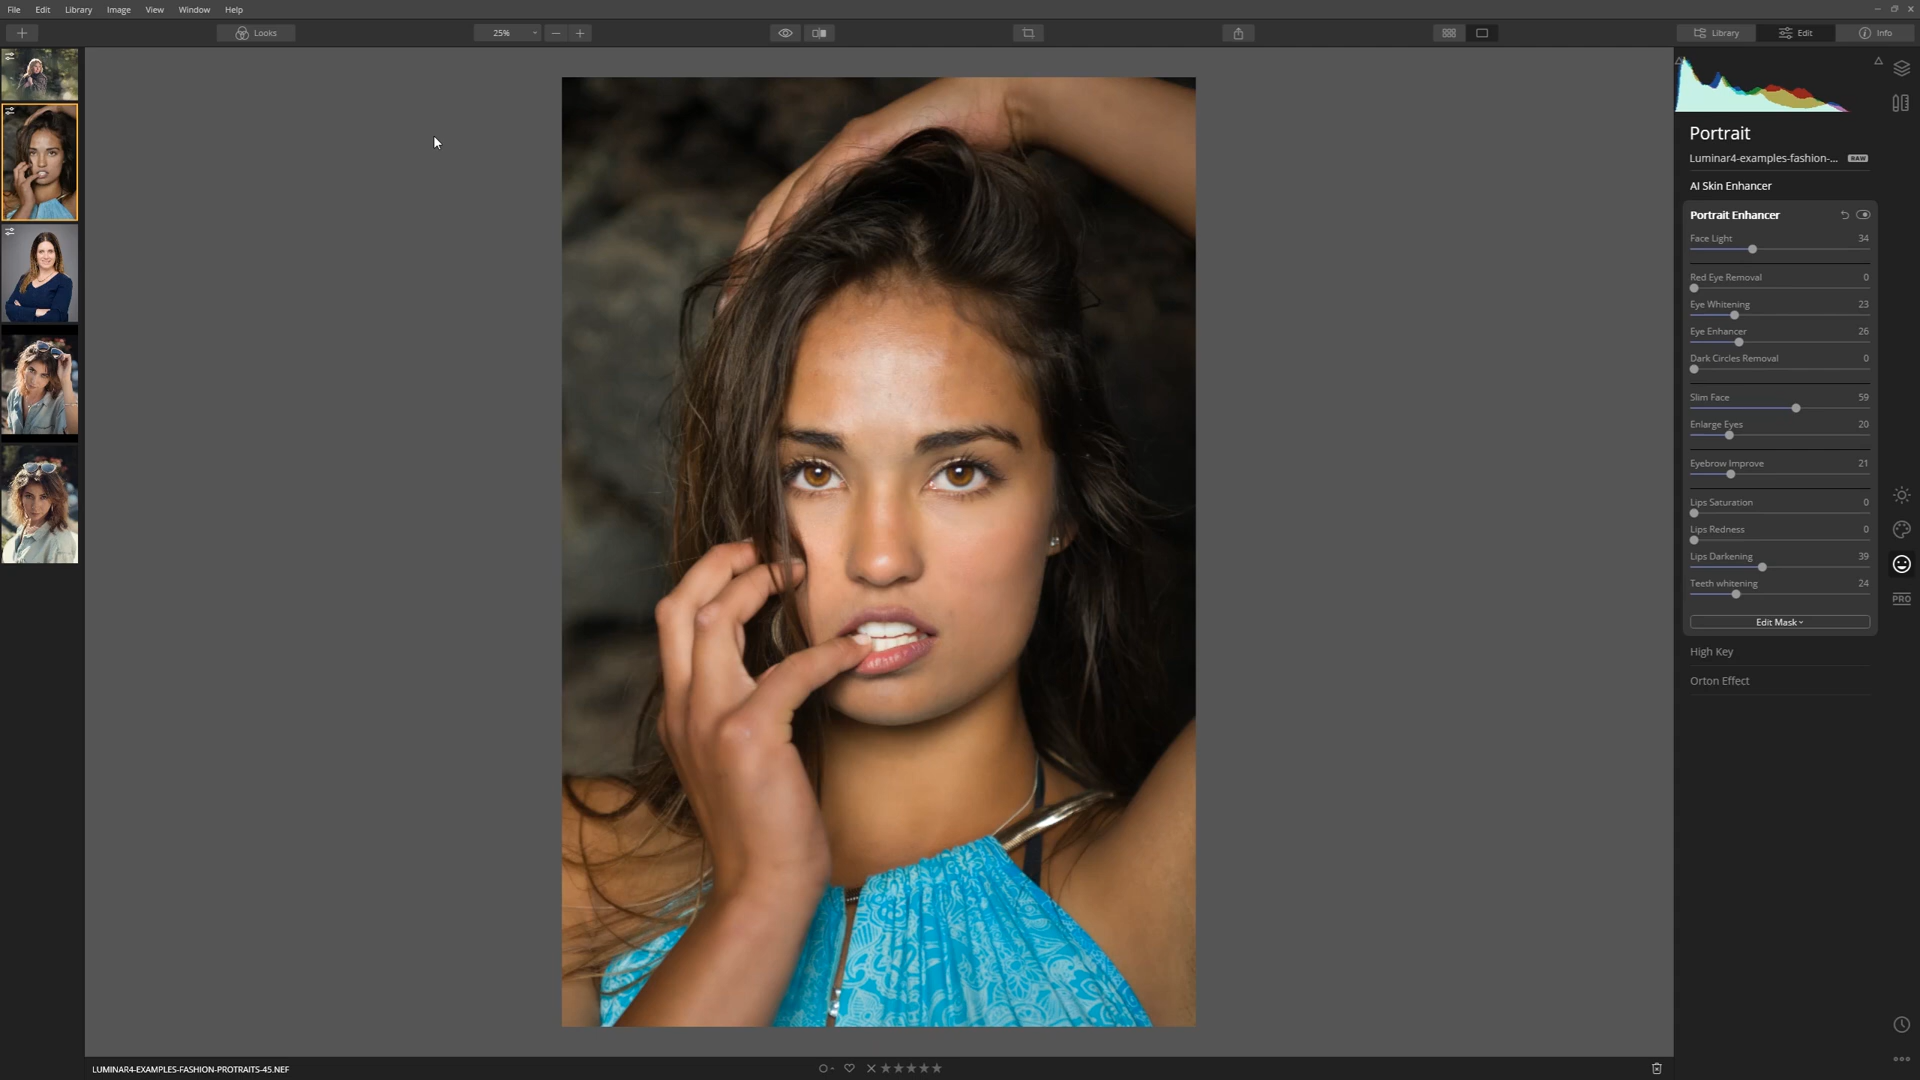 File Edit Library Image View Window Help
Looks
25%
Library
Edit
Info
Portrait
Luminar4-examples-fashion-... RAW
AI Skin Enhancer
Portrait Enhancer
Face Light 34
Red Eye Removal 0
Eye Whitening 23
Eye Enhancer 26
Dark Circles Removal 0
Slim Face 59
Enlarge Eyes 20
Eyebrow Improve 21
Lips Saturation 0
Lips Redness 0
Lips Darkening 39
Teeth whitening 24
Edit Mask
High Key
Orton Effect
PRO
LUMINAR4-EXAMPLES-FASHION-PROTRAITS-45.NEF